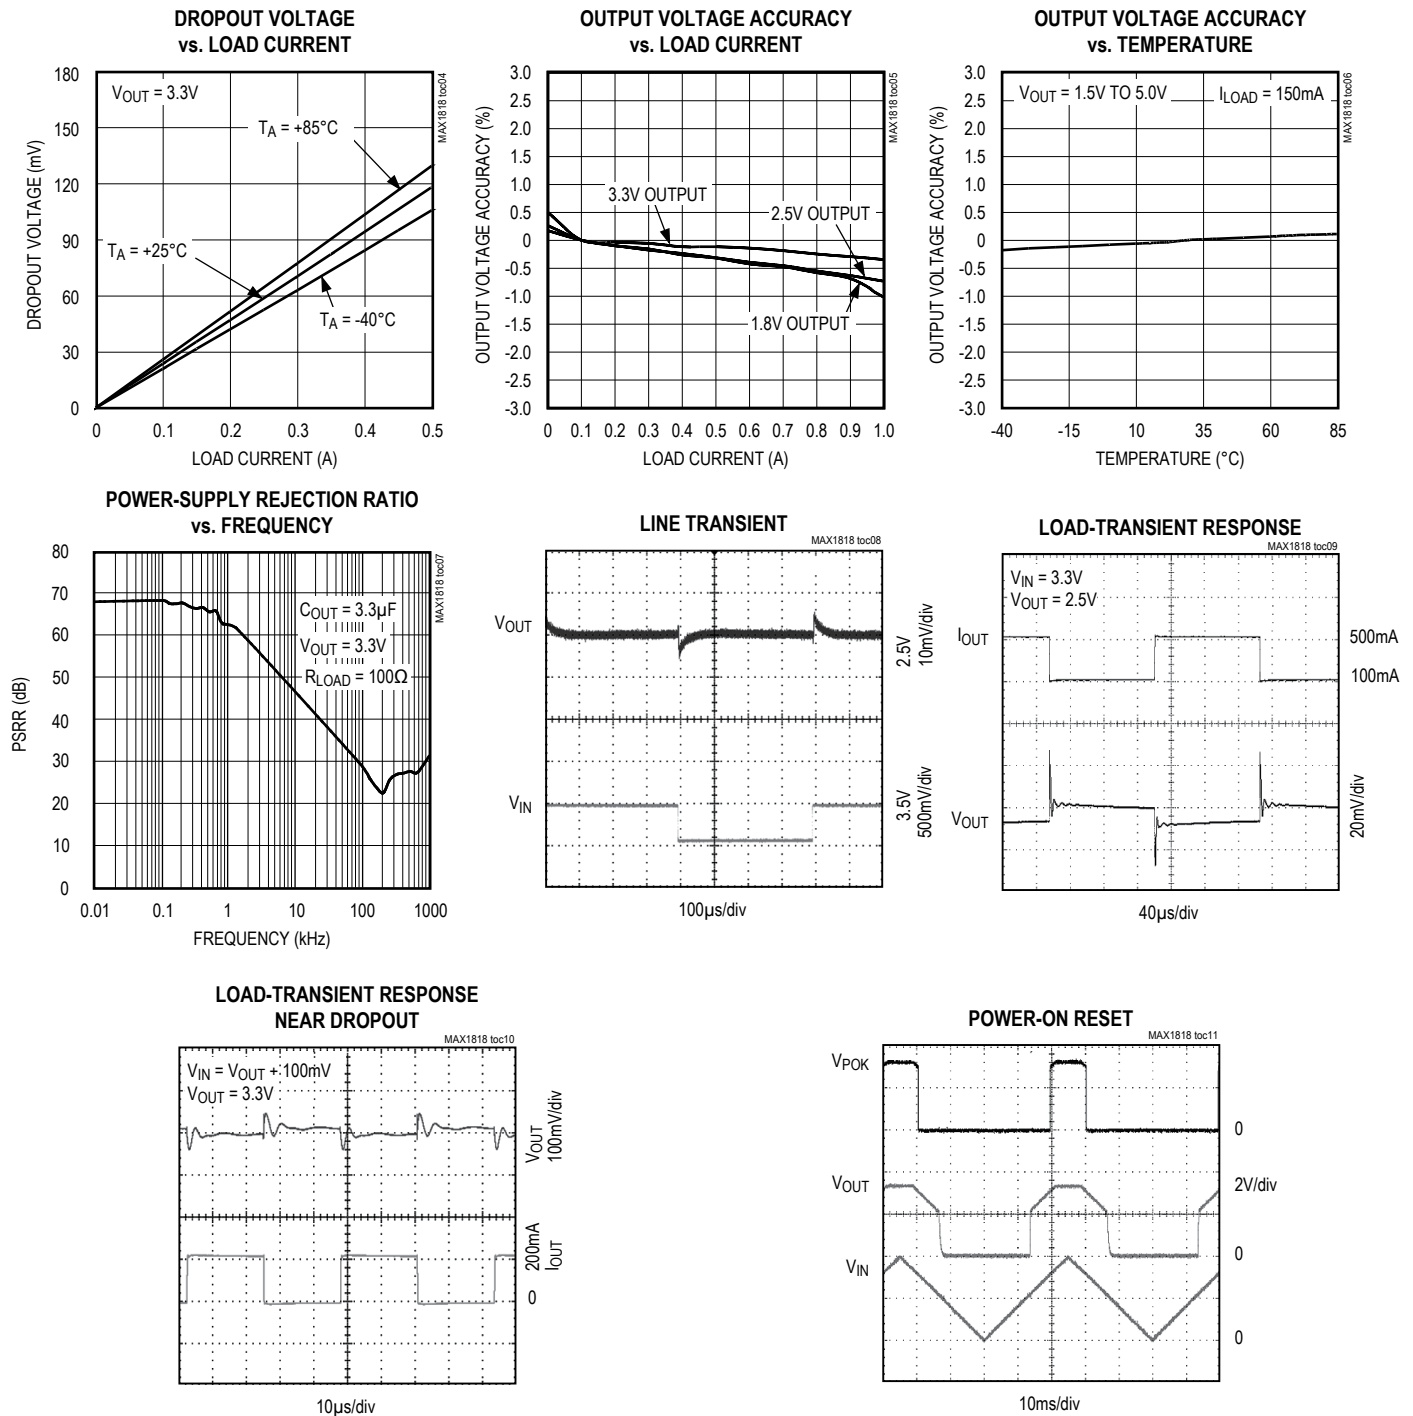 DROPOUT VOLTAGE
vs. LOAD CURRENT
MAX1818 toc04
DROPOUT VOLTAGE (mV)
180
150
120
90
60
30
0
VOUT = 3.3V
TA = +85°C
TA = +25°C
TA = -40°C
0 0.1 0.2 0.3 0.4 0.5
LOAD CURRENT (A)
OUTPUT VOLTAGE ACCURACY
vs. LOAD CURRENT
MAX1818 toc05
OUTPUT VOLTAGE ACCURACY (%)
3.0
2.5
2.0
1.5
1.0
0.5
0
-0.5
-1.0
-1.5
-2.0
-2.5
-3.0
3.3V OUTPUT
2.5V OUTPUT
1.8V OUTPUT
0 0.1 0.2 0.3 0.4 0.5 0.6 0.7 0.8 0.9 1.0
LOAD CURRENT (A)
OUTPUT VOLTAGE ACCURACY
vs. TEMPERATURE
MAX1818 toc06
OUTPUT VOLTAGE ACCURACY (%)
3.0
2.5
2.0
1.5
1.0
0.5
0
-0.5
-1.0
-1.5
-2.0
-2.5
-3.0
VOUT = 1.5V TO 5.0V ILOAD = 150mA
-40 -15 10 35 60 85
TEMPERATURE (°C)
POWER-SUPPLY REJECTION RATIO
vs. FREQUENCY
MAX1818 toc07
PSRR (dB)
80
70
60
50
40
30
20
10
0
COUT = 3.3µF
VOUT = 3.3V
RLOAD = 100Ω
0.01 0.1 1 10 100 1000
FREQUENCY (kHz)
LINE TRANSIENT
MAX1818 toc08
VOUT
2.5V
10mV/div
VIN
3.5V
500mV/div
100µs/div
LOAD-TRANSIENT RESPONSE
MAX1818 toc09
VIN = 3.3V
VOUT = 2.5V
IOUT
500mA
100mA
VOUT
20mV/div
40µs/div
LOAD-TRANSIENT RESPONSE
NEAR DROPOUT
MAX1818 toc10
VIN = VOUT + 100mV
VOUT = 3.3V
VOUT
100mV/div
200mA
IOUT
0
10µs/div
POWER-ON RESET
MAX1818 toc11
VPOK
0
VOUT
2V/div
0
VIN
0
10ms/div